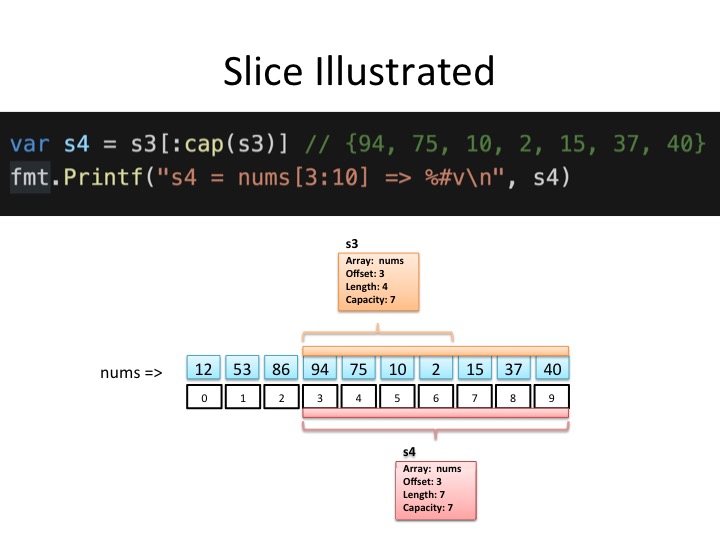 Slice Illustrated
var s4 = s3[:cap(s3)] // {94, 75, 10, 2, 15, 37, 40}
fmt.Printf("s4 = nums[3:10] => %#v\n", s4)
s3
Array: nums
Offset: 3
Length: 4
Capacity: 7
nums => 12 53 86 94 75 10 2 15 37 40
0 1 2 3 4 5 6 7 8 9
s4
Array: nums
Offset: 3
Length: 7
Capacity: 7